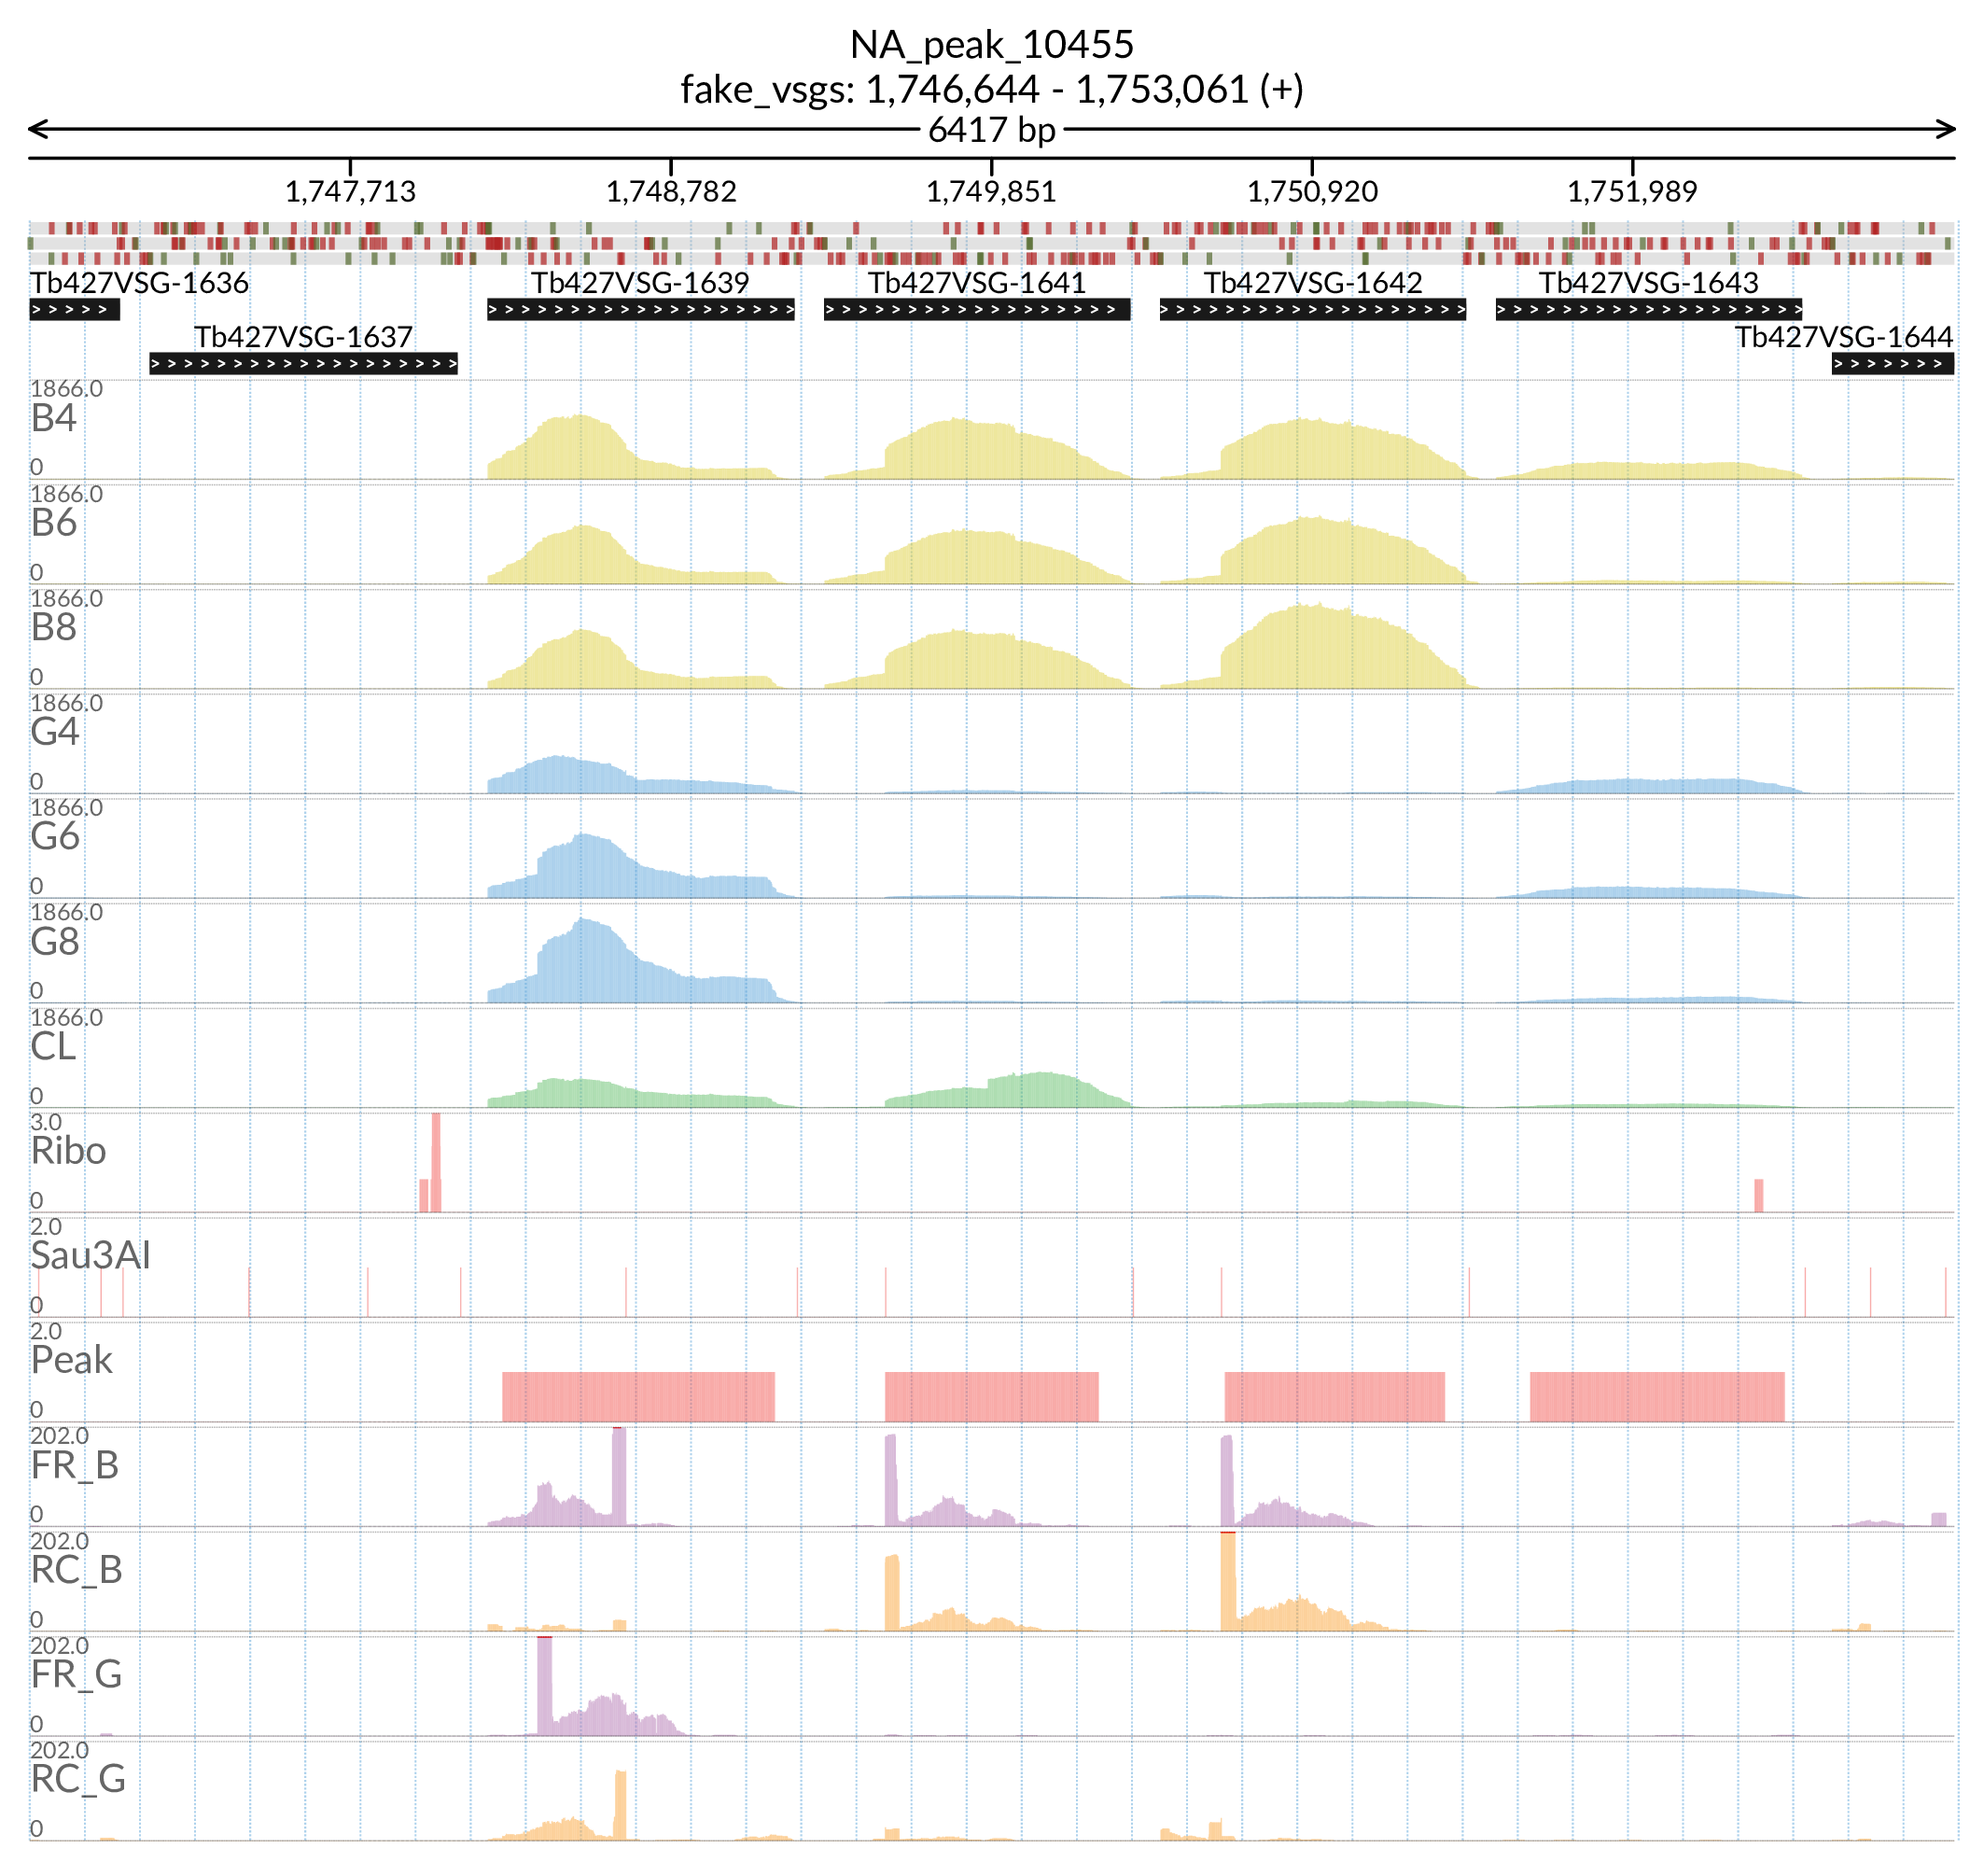 NA_peak_10455
fake_vsgs: 1,746,644 - 1,753,061 (+)
6417 bp
1,747,713 1,748,782 1,749,851 1,750,920 1,751,989
Tb427VSG-1636 Tb427VSG-1639 Tb427VSG-1641 Tb427VSG-1642 Tb427VSG-1643
Tb427VSG-1637 Tb427VSG-1644
1866.0
B4
0
1866.0
B6
0
1866.0
B8
0
1866.0
G4
0
1866.0
G6
0
1866.0
G8
0
1866.0
CL
0
3.0
Ribo
0
2.0
Sau3AI
0
2.0
Peak
0
202.0
FR_B
0
202.0
RC_B
0
202.0
FR_G
0
202.0
RC_G
0